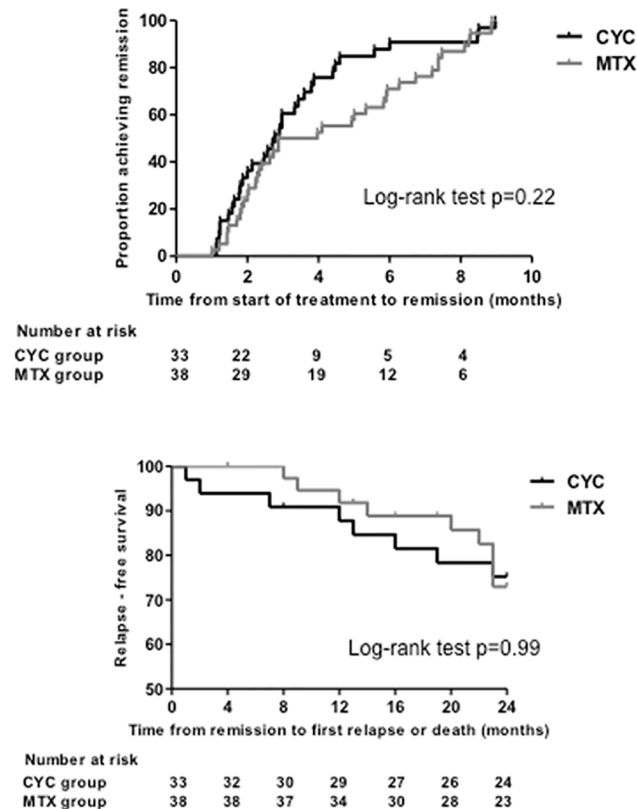 100
80
60
40
20
0
Proportion achieving remission
CYC
MTX
Log-rank test p=0.22
0 2 4 6 8 10
Time from start of treatment to remission (months)
Number at risk
CYC group 33 22 9 5 4
MTX group 38 29 19 12 6
100
90
80
70
60
50
Relapse - free survival
CYC
MTX
Log-rank test p=0.99
0 4 8 12 16 20 24
Time from remission to first relapse or death (months)
Number at risk
CYC group 33 32 30 29 27 26 24
MTX group 38 38 37 34 30 28 23